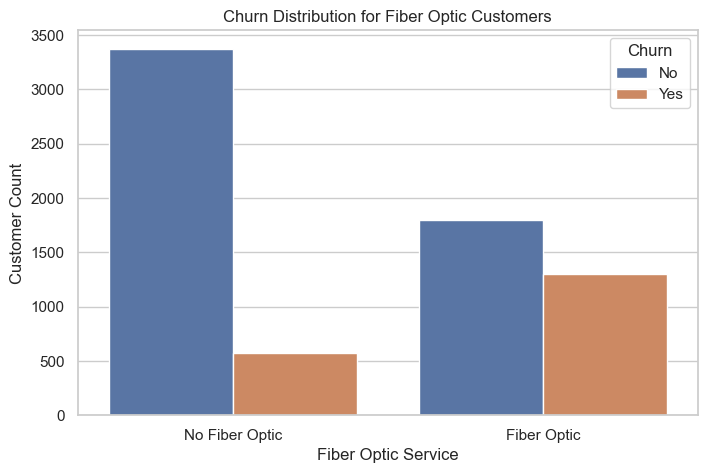 Churn Distribution for Fiber Optic Customers
Churn
No
Yes
Customer Count
3500
3000
2500
2000
1500
1000
500
0
No Fiber Optic
Fiber Optic
Fiber Optic Service